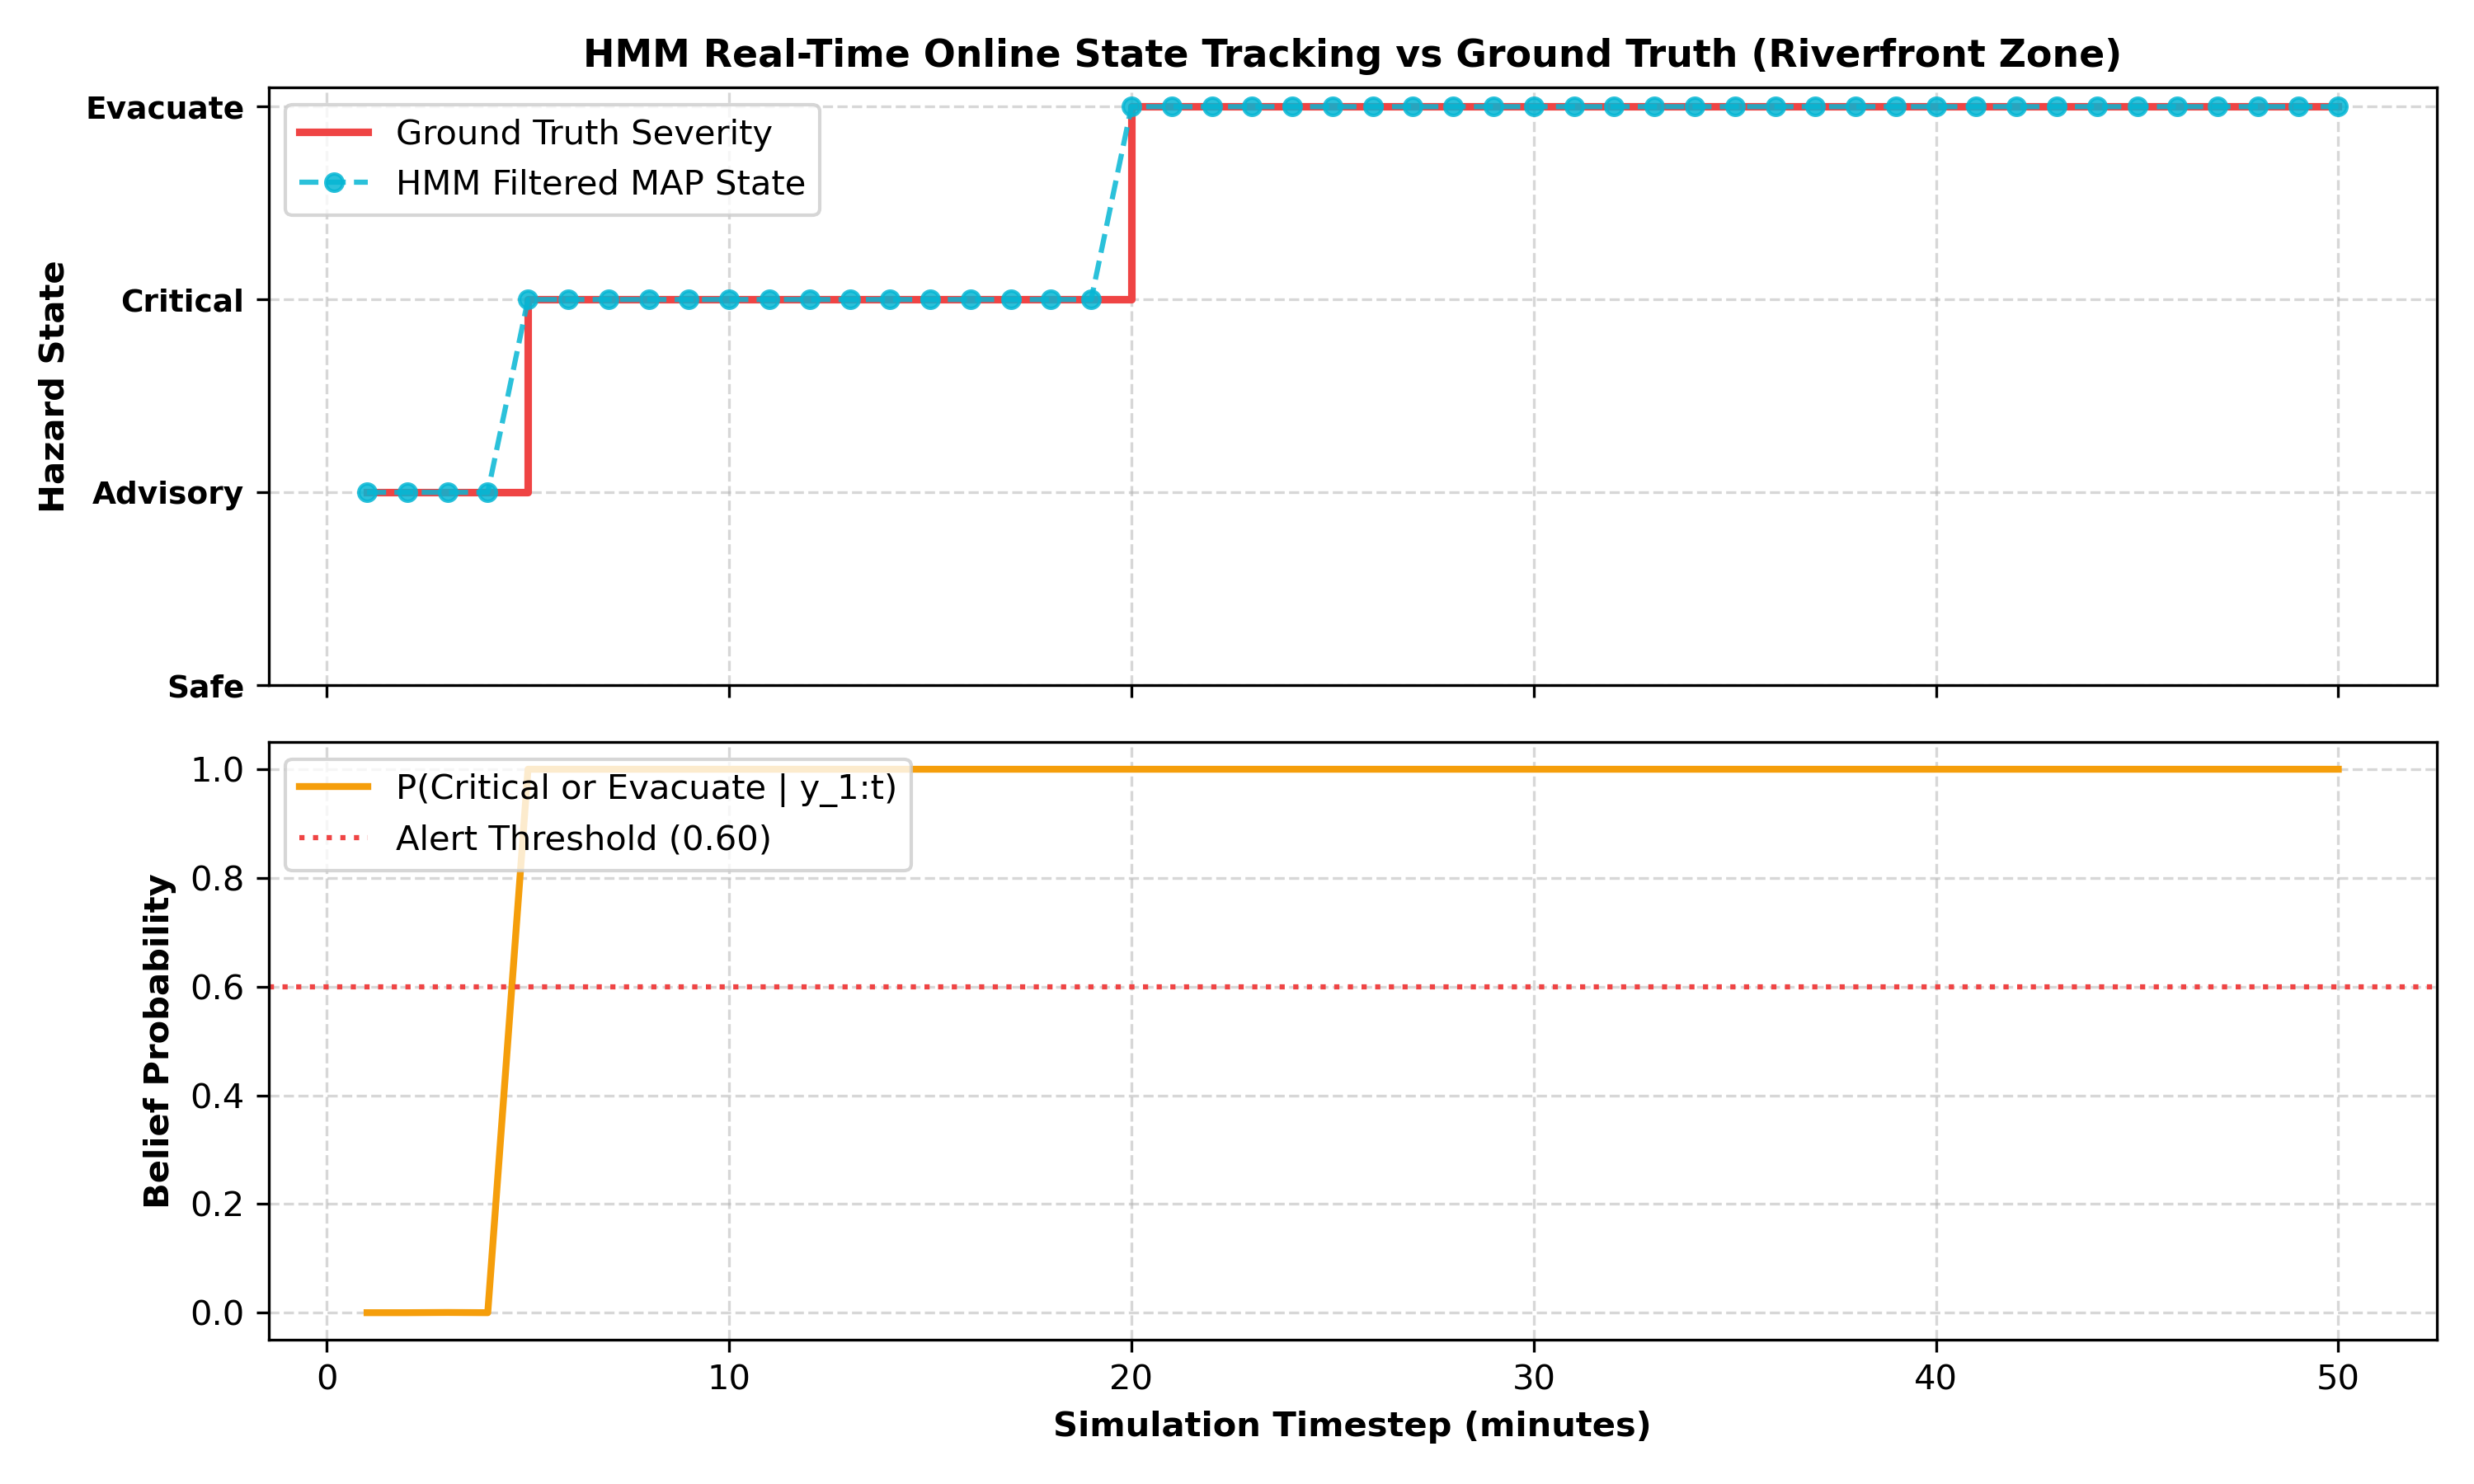 HMM Real-Time Online State Tracking vs Ground Truth (Riverfront Zone)
Evacuate
Critical
Advisory
Safe
Hazard State
Ground Truth Severity
HMM Filtered MAP State
1.0
0.8
0.6
0.4
0.2
0.0
Belief Probability
P(Critical or Evacuate | y_1:t)
Alert Threshold (0.60)
0 10 20 30 40 50
Simulation Timestep (minutes)